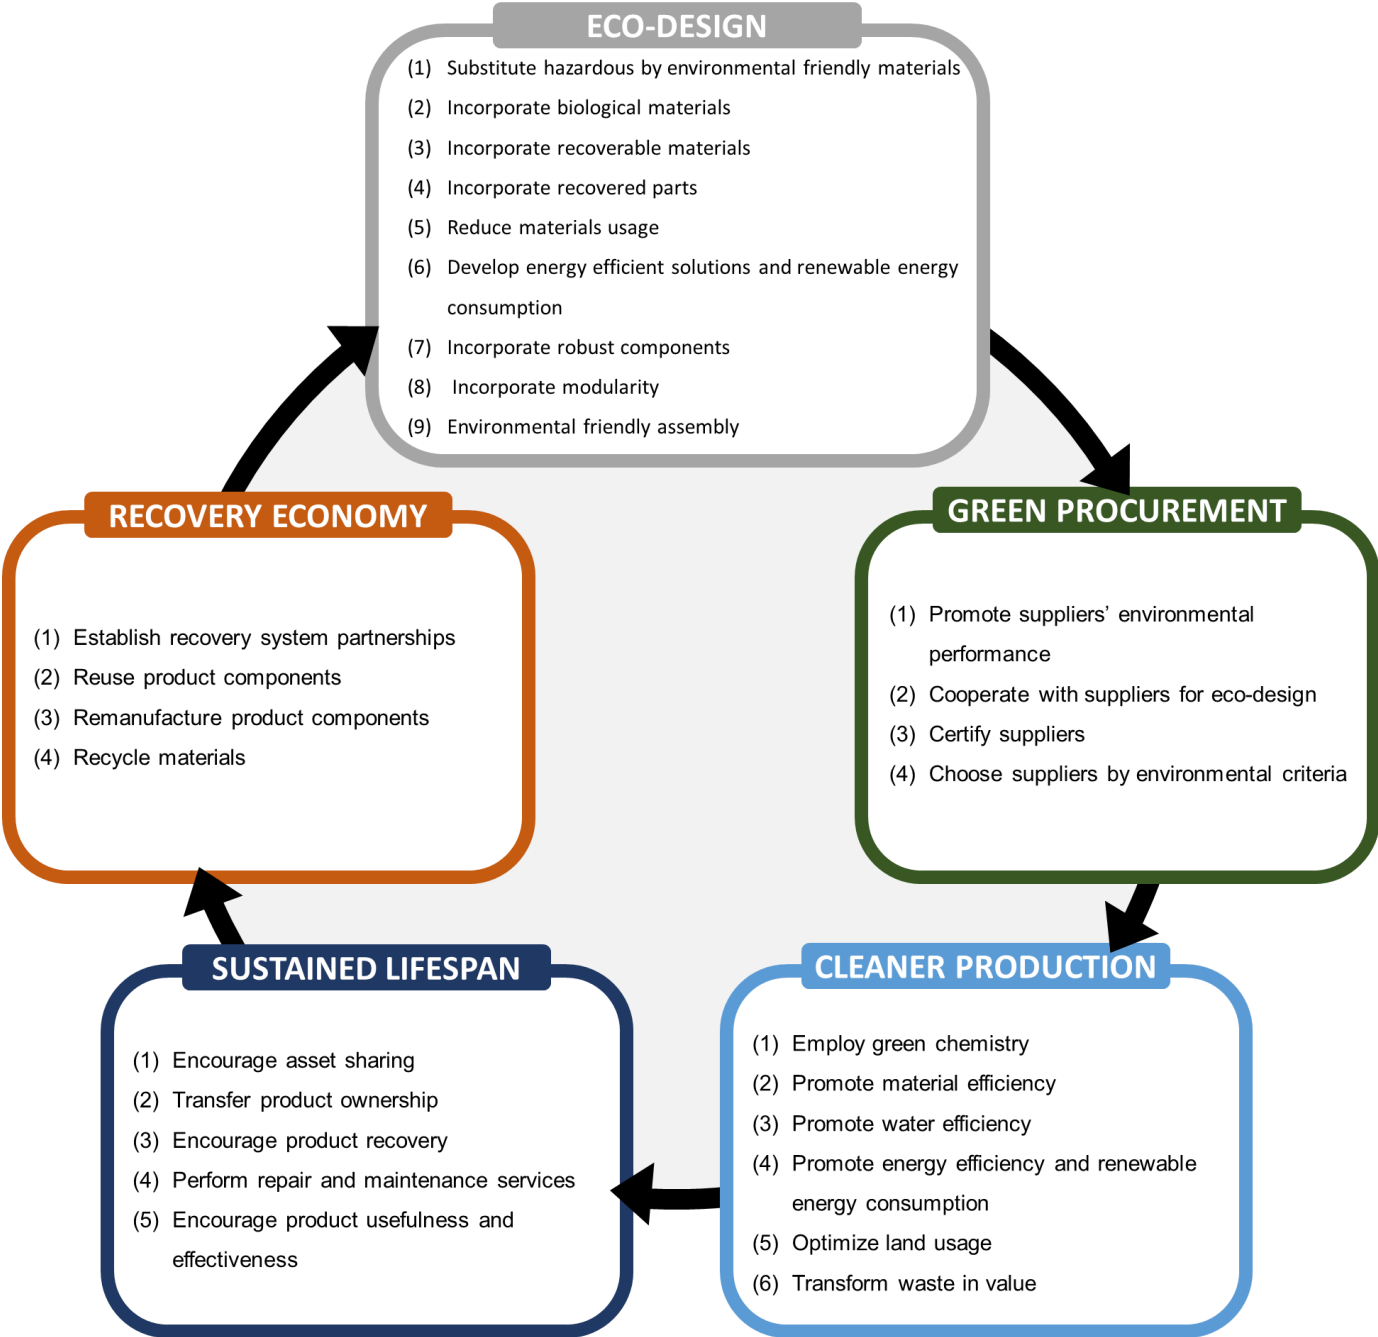 ECO-DESIGN
(1) Substitute hazardous by environmental friendly materials
(2) Incorporate biological materials
(3) Incorporate recoverable materials
(4) Incorporate recovered parts
(5) Reduce materials usage
(6) Develop energy efficient solutions and renewable energy
consumption
(7) Incorporate robust components
(8) Incorporate modularity
(9) Environmental friendly assembly
GREEN PROCUREMENT
(1) Promote suppliers’ environmental
performance
(2) Cooperate with suppliers for eco-design
(3) Certify suppliers
(4) Choose suppliers by environmental criteria
CLEANER PRODUCTION
(1) Employ green chemistry
(2) Promote material efficiency
(3) Promote water efficiency
(4) Promote energy efficiency and renewable
energy consumption
(5) Optimize land usage
(6) Transform waste in value
SUSTAINED LIFESPAN
(1) Encourage asset sharing
(2) Transfer product ownership
(3) Encourage product recovery
(4) Perform repair and maintenance services
(5) Encourage product usefulness and
effectiveness
RECOVERY ECONOMY
(1) Establish recovery system partnerships
(2) Reuse product components
(3) Remanufacture product components
(4) Recycle materials